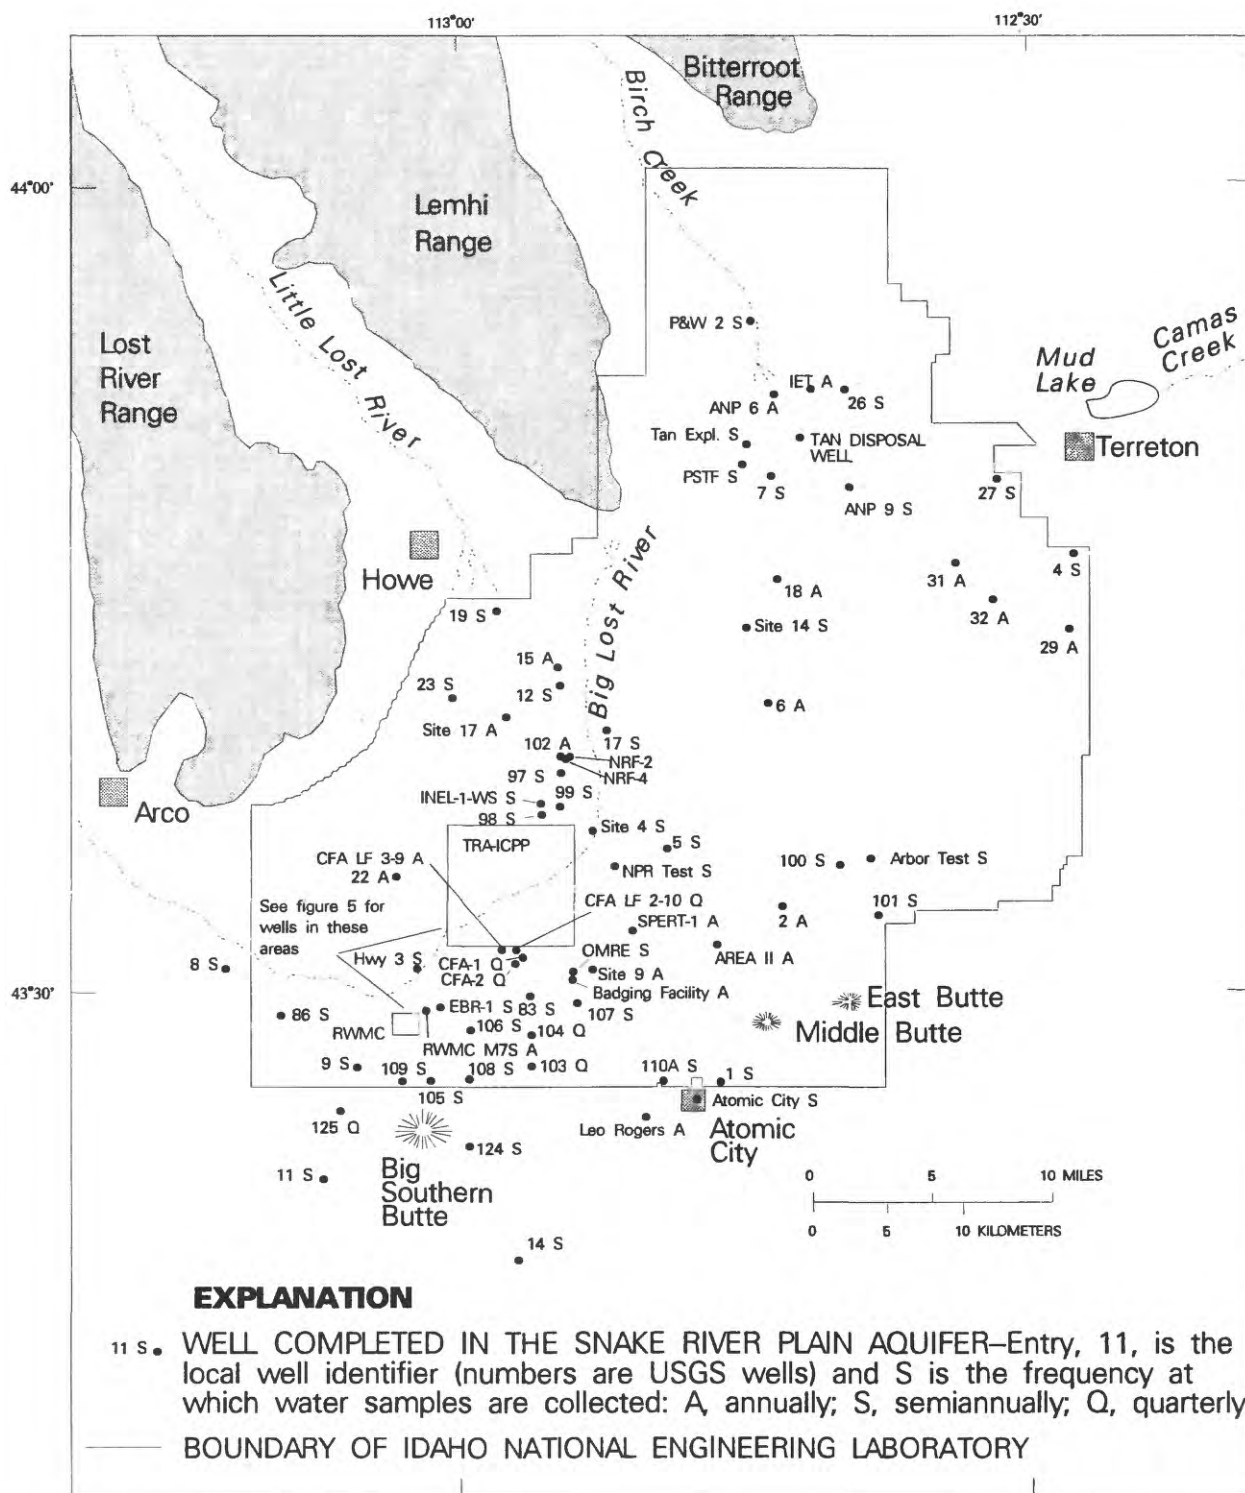 113°00'
112°30'
Bitterroot
Range
Birch Creek
44°00'
Lemhi
Range
Little Lost River
Lost
River
Range
P&W 2 S
Camas
Creek
Mud
Lake
IET A
ANP 6 A
26 S
Tan Expl. S
TAN DISPOSAL
WELL
Terreton
PSTF S
7 S
ANP 9 S
27 S
Big Lost River
Howe
4 S
31 A
18 A
32 A
19 S
Site 14 S
29 A
15 A
12 S
23 S
6 A
Site 17 A
17 S
102 A
NRF-2
NRF-4
97 S
99 S
INEL-1-WS S
98 S
Arco
Site 4 S
TRA-ICPP
5 S
CFA LF 3-9 A
100 S
Arbor Test S
22 A
NPR Test S
CFA LF 2-10 Q
See figure 5 for
wells in these
areas
2 A
101 S
SPERT-1 A
AREA II A
OMRE S
8 S
Hwy 3 S
CFA-1 Q
CFA-2 Q
Site 9 A
43°30'
Badging Facility A
East Butte
86 S
EBR-1 S
83 S
107 S
Middle Butte
RWMC
106 S
104 Q
RWMC M7S A
9 S
109 S
108 S
103 Q
110A S
1 S
105 S
Atomic City S
125 Q
Leo Rogers A
Atomic
City
124 S
11 S
Big
Southern
Butte
0 5 10 MILES
0 5 10 KILOMETERS
14 S
EXPLANATION
11 S WELL COMPLETED IN THE SNAKE RIVER PLAIN AQUIFER—Entry, 11, is the
local well identifier (numbers are USGS wells) and S is the frequency at
which water samples are collected: A, annually; S, semiannually; Q, quarterly
BOUNDARY OF IDAHO NATIONAL ENGINEERING LABORATORY